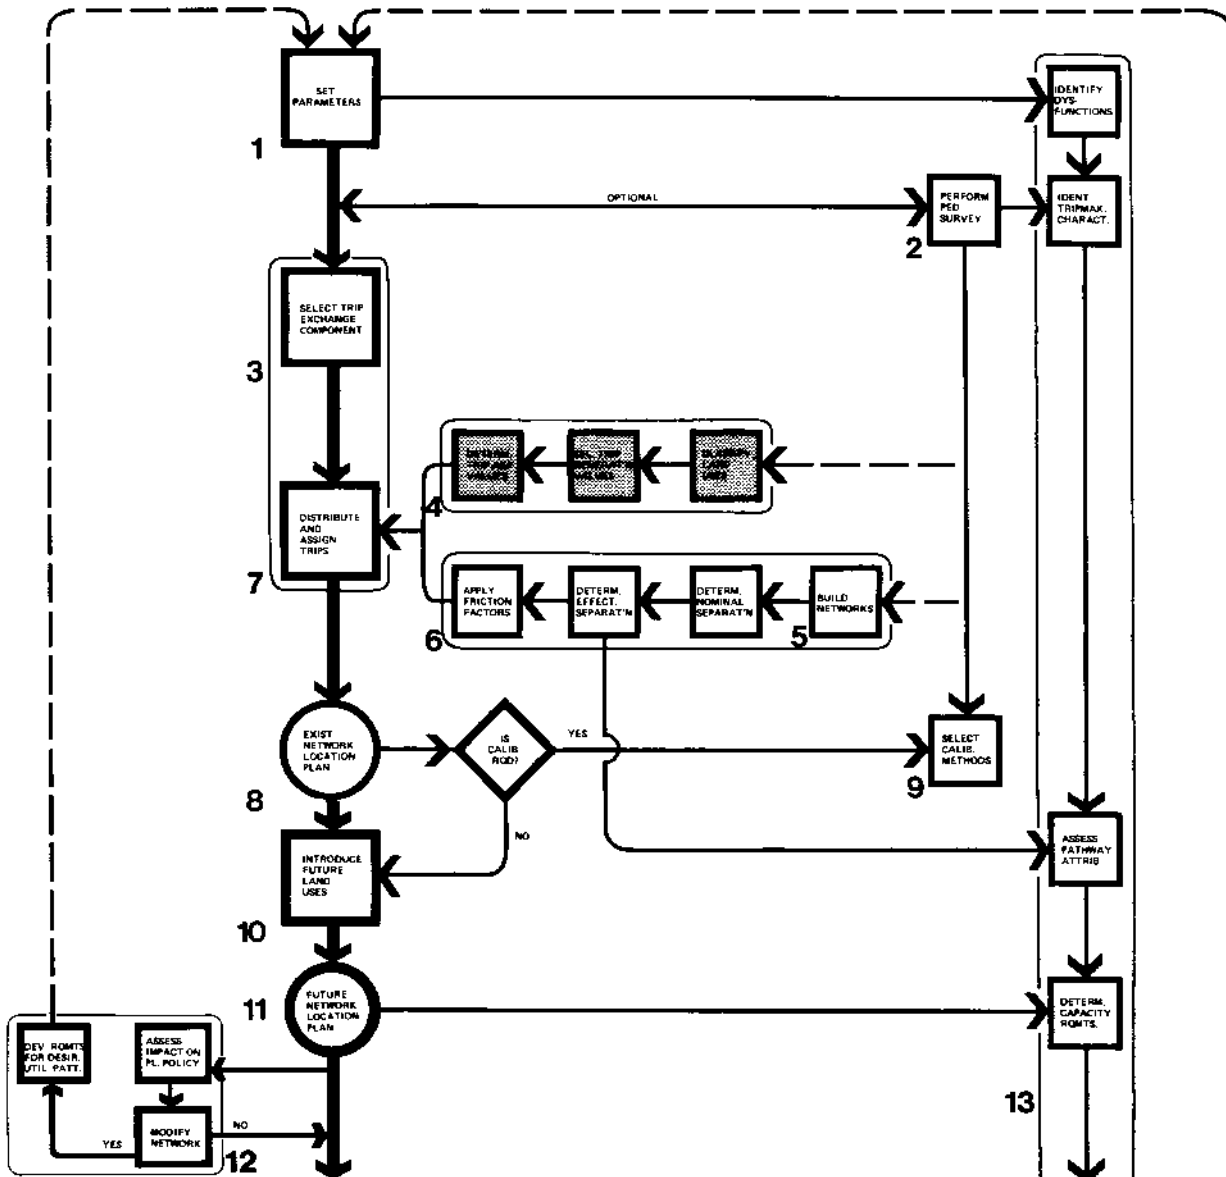 SET
PARAMETERS
1
IDENTIFY
DYS-
FUNCTIONS
OPTIONAL
PERFORM
PED
SURVEY
2
IDENT
TRIPMAK.
CHARACT.
SELECT TRIP
EXCHANGE
COMPONENT
3
VALUES
VALUES
LAND
USES
4
DISTRIBUTE
AND
ASSIGN
TRIPS
7
APPLY
FRICTION
FACTORS
6
DETERM.
EFFECT.
SEPARAT'N
DETERM.
NOMINAL
SEPARAT'N
BUILD
NETWORKS
5
EXIST
NETWORK
LOCATION
PLAN
8
IS
CALIB
RQD?
YES
NO
SELECT
CALIB.
METHODS
9
INTRODUCE
FUTURE
LAND
USES
10
ASSESS
PATHWAY
ATTRIB
FUTURE
NETWORK
LOCATION
PLAN
11
DETERM.
CAPACITY
RQMTS.
DEV. RQMTS
FOR DESIR.
UTIL PATT.
ASSESS
IMPACT ON
PL. POLICY
MODIFY
NETWORK
YES
NO
12
13